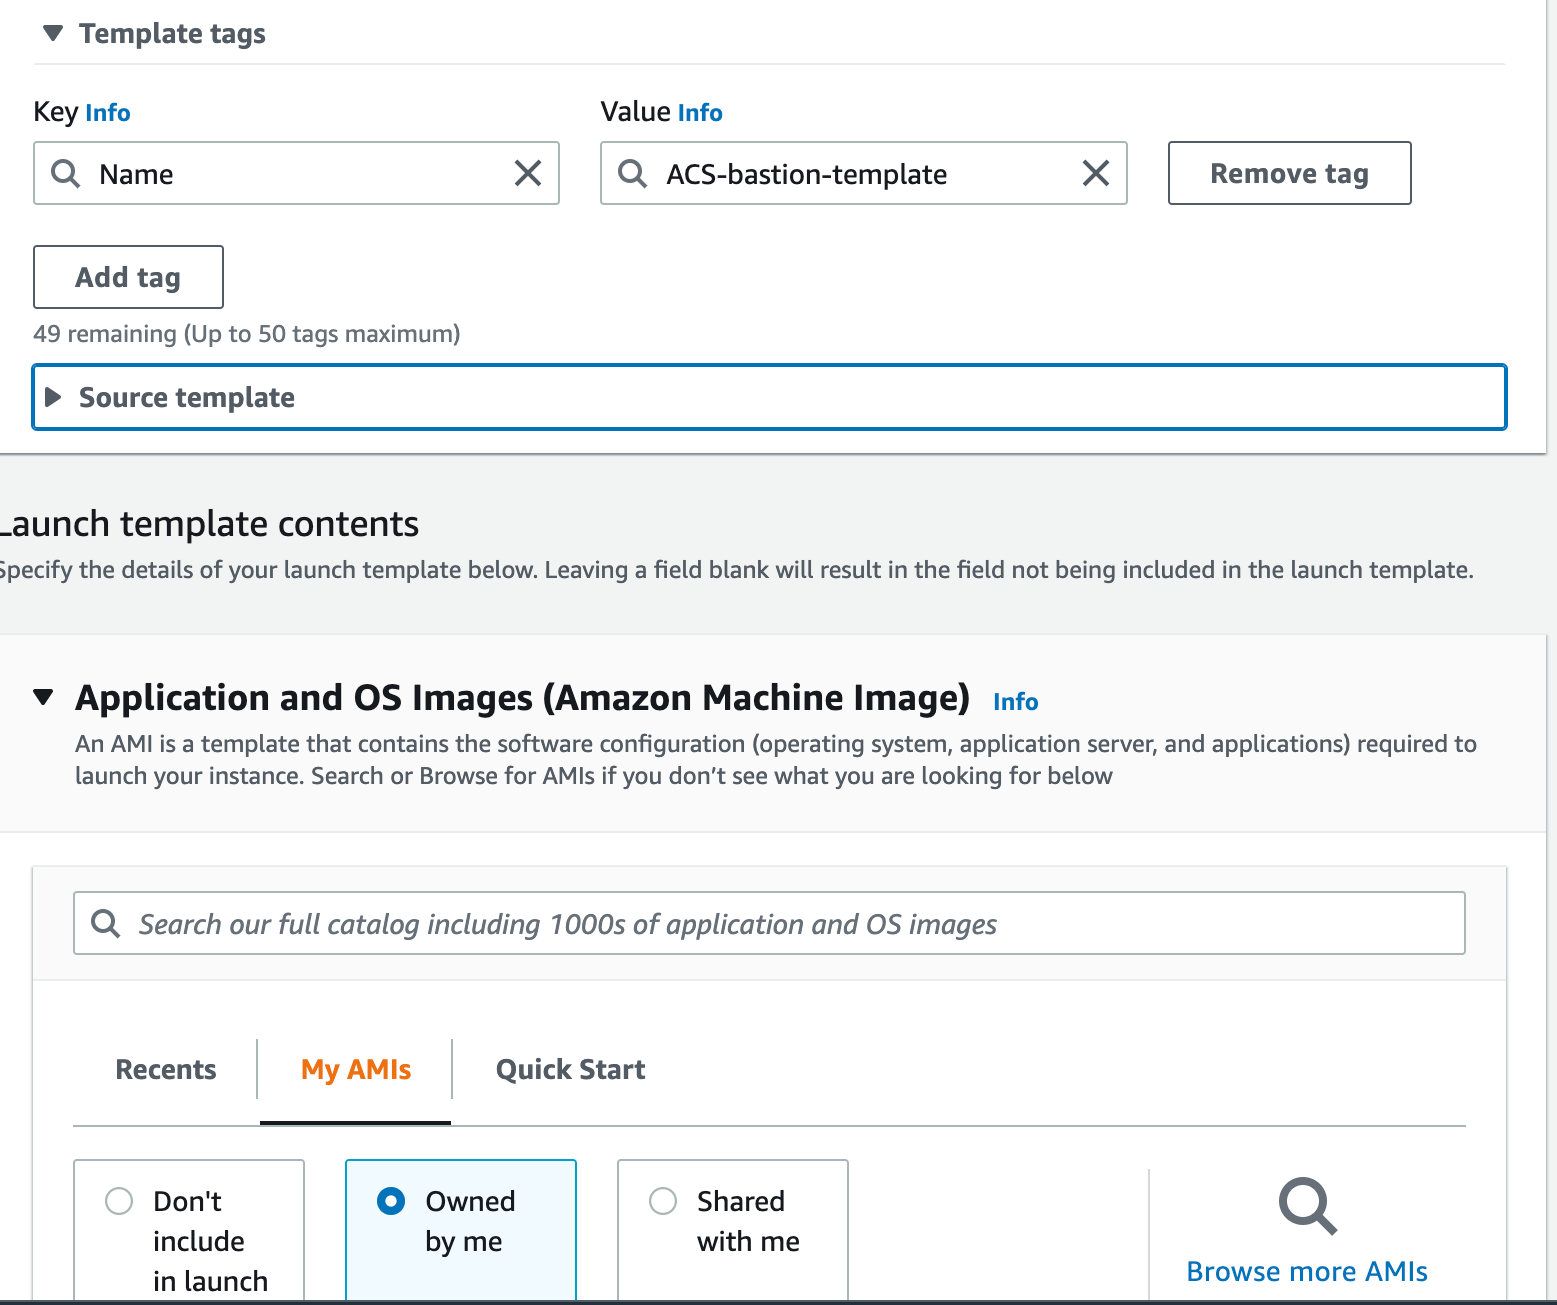 Template tags
Key Info
Value Info
Name
ACS-bastion-template
Remove tag
Add tag
49 remaining (Up to 50 tags maximum)
Source template
Launch template contents
Specify the details of your launch template below. Leaving a field blank will result in the field not being included in the launch template.
Application and OS Images (Amazon Machine Image) Info
An AMI is a template that contains the software configuration (operating system, application server, and applications) required to
launch your instance. Search or Browse for AMIs if you don’t see what you are looking for below
Search our full catalog including 1000s of application and OS images
Recents
My AMIs
Quick Start
Don't
include
in launch
Owned
by me
Shared
with me
Browse more AMIs